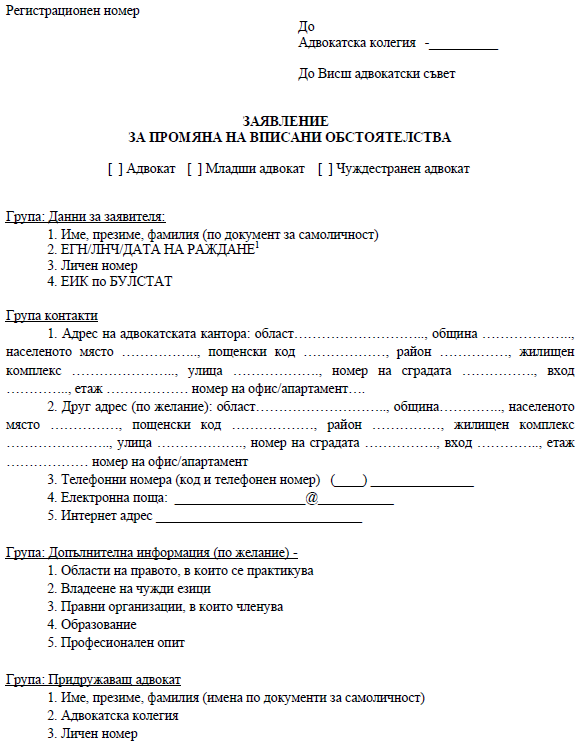 Регистрационен номер
До
Адвокатска колегия -__________
До Висш адвокатски съвет
ЗАЯВЛЕНИЕ
ЗА ПРОМЯНА НА ВПИСАНИ ОБСТОЯТЕЛСТВА
[ ] Адвокат [ ] Младши адвокат [ ] Чуждестранен адвокат
Група: Данни за заявителя:
1. Име, презиме, фамилия (по документ за самоличност)
2. ЕГН/ЛНЧ/ДАТА НА РАЖДАНЕ¹
3. Личен номер
4. ЕИК по БУЛСТАТ
Група контакти
1. Адрес на адвокатската кантора: област…………………….., община ………………..,
населеното място …………….., пощенски код ………………, район ……………, жилищен
комплекс ………………….., улица ……………….., номер на сградата ……………, вход
………….., етаж ……………… номер на офис/апартамент….
2. Друг адрес (по желание): област…………………….., община………….., населеното
място ……………, пощенски код ………………, район ……………, жилищен комплекс
………………….., улица ………………, номер на сградата ……………, вход ………….., етаж
……………… номер на офис/апартамент
3. Телефонни номера (код и телефонен номер) (____) _______________
4. Електронна поща: ___________________@___________
5. Интернет адрес ______________________________
Група: Допълнителна информация (по желание) -
1. Области на правото, в които се практикува
2. Владеене на чужди езици
3. Правни организации, в които членува
4. Образование
5. Професионален опит
Група: Придружаващ адвокат
1. Име, презиме, фамилия (имена по документи за самоличност)
2. Адвокатска колегия
3. Личен номер